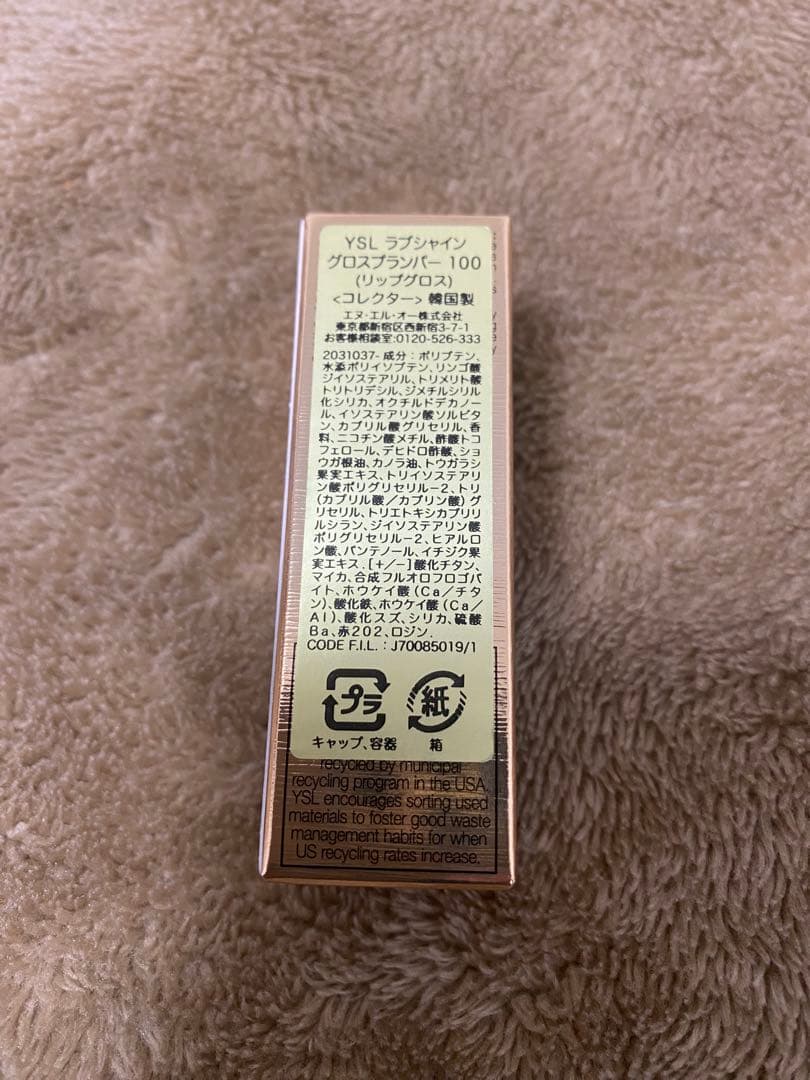 YSL ラブシャイン
グロスプランパー 100
(リップグロス)
<コレクター> 韓国製
エヌ・エル・オー株式会社
東京都新宿区西新宿3-7-1
お客様相談室:0120-526-333
2031037- 成分：ポリブテン、
水添ポリイソブテン、リンゴ酸
ジイソステアリル、トリメリト酸
トリトリデシル、ジメチルシリル
化シリカ、オクチルドデカノー
ル、イソステアリン酸ソルビタ
ン、カプリル酸グリセリル、香
料、ニコチン酸メチル、酢酸トコ
フェロール、デヒドロ酢酸、ショ
ウガ根油、カノラ油、トウガラシ
果実エキス、トリイソステアリ
ン酸ポリグリセリル-2、トリ
(カプリル酸／カプリン酸) グ
リセリル、トリエトキシカプリリ
ルシラン、ジイソステアリン酸
ポリグリセリル-2、ヒアルロ
ン酸、パンテノール、イチジク果
実エキス. [+/-] 酸化チタン、
マイカ、合成フルオロフロゴパ
イト、ホウケイ酸 (Ca／チタ
ン)、酸化鉄、ホウケイ酸 (Ca／
Al)、酸化スズ、シリカ、硫酸
Ba、赤202、ロジン.
CODE F.I.L. : J70085019/1
プラ 紙
キャップ、容器 箱
recycled by municipal
recycling program in the USA.
YSL encourages sorting used
materials to foster good waste
management habits for when
US recycling rates increase.